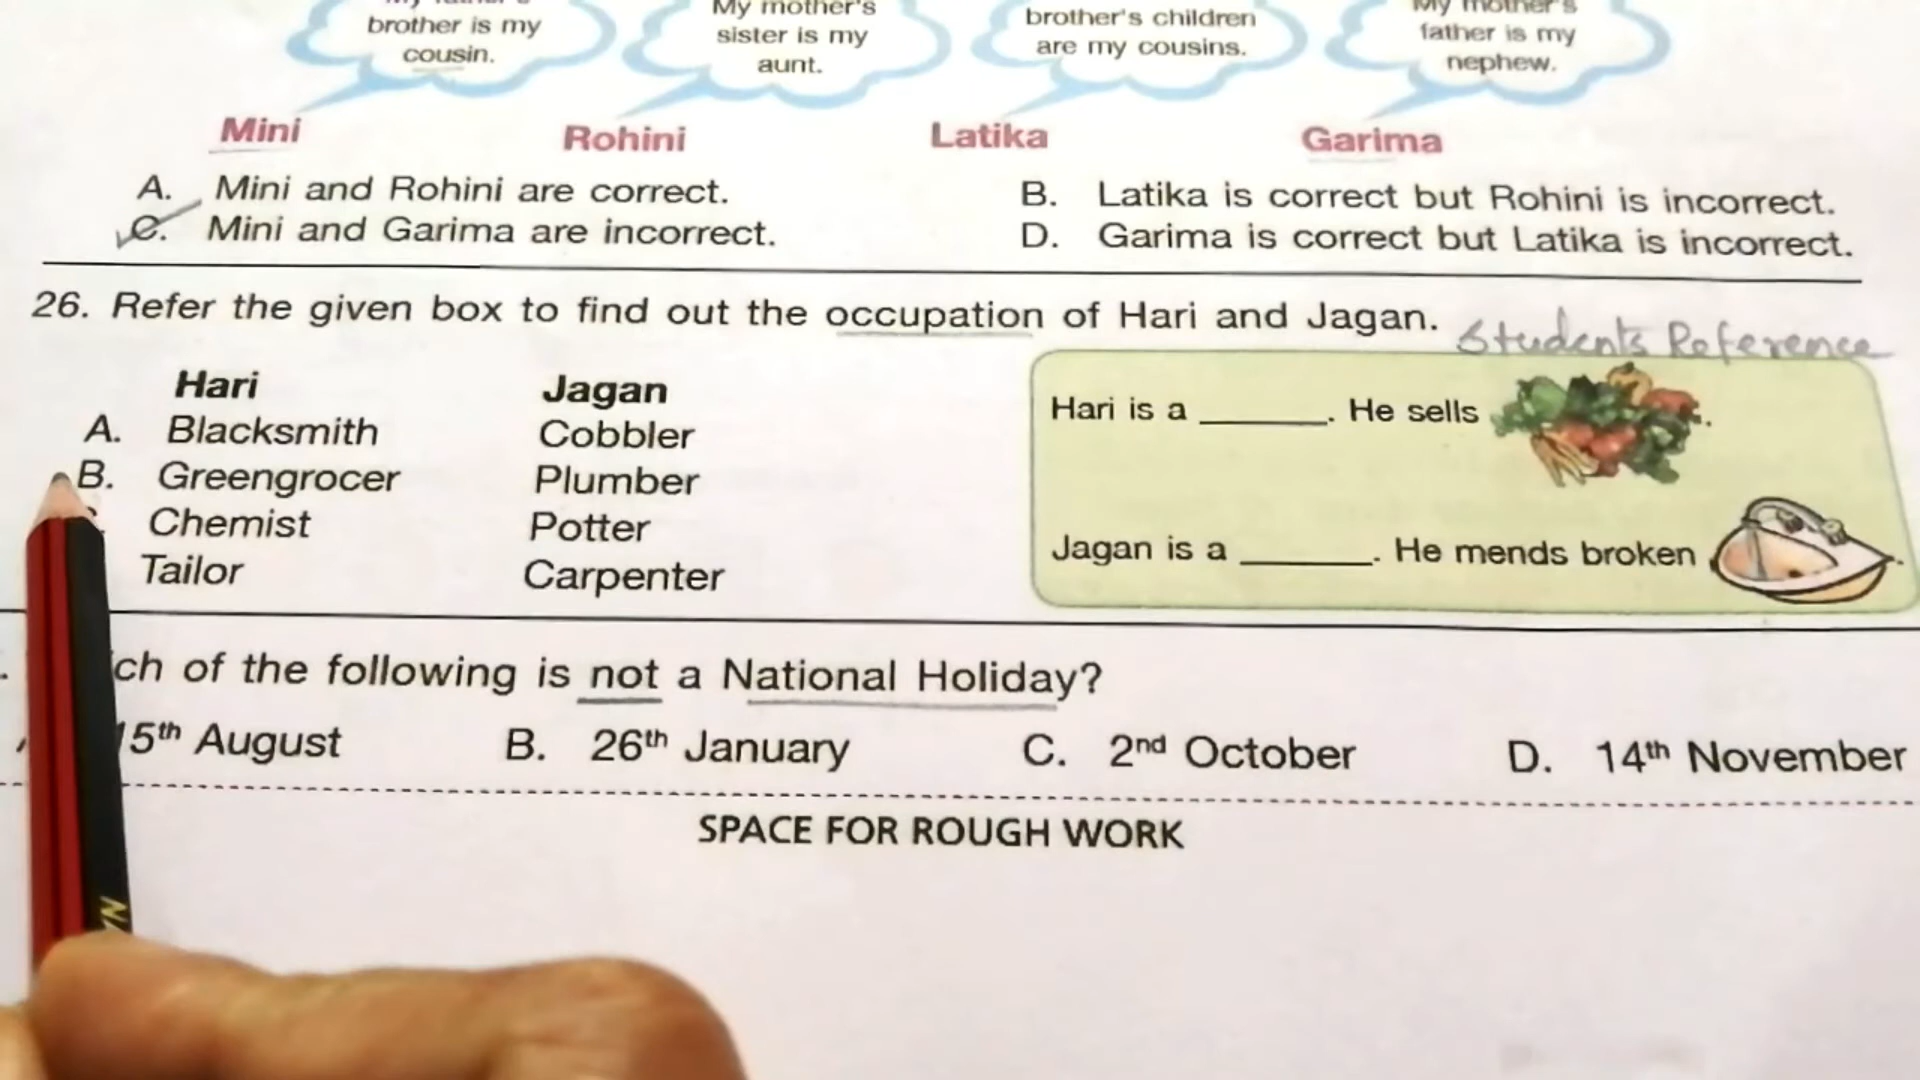 brother is my
cousin.
My mother's
sister is my
aunt.
brother's children
are my cousins.
My mother's
father is my
nephew.
Mini
Rohini
Latika
Garima
A. Mini and Rohini are correct.
B. Latika is correct but Rohini is incorrect.
C. Mini and Garima are incorrect.
D. Garima is correct but Latika is incorrect.
26. Refer the given box to find out the occupation of Hari and Jagan.
Students Reference
Hari Jagan
A. Blacksmith Cobbler
B. Greengrocer Plumber
Chemist Potter
Tailor Carpenter
Hari is a ______. He sells .
Jagan is a ______. He mends broken .
ch of the following is not a National Holiday?
15th August
B. 26th January
C. 2nd October
D. 14th November
SPACE FOR ROUGH WORK